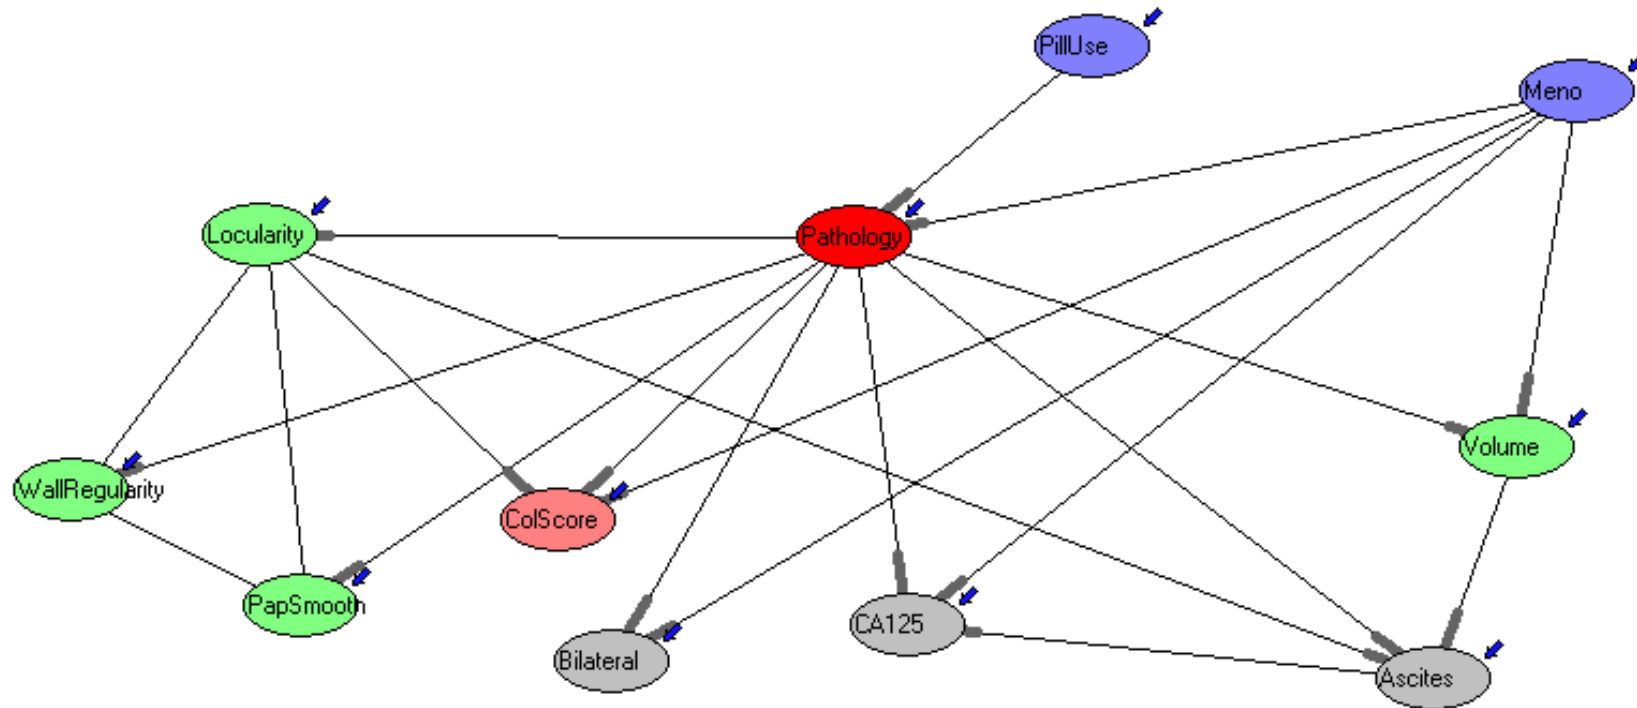 PillUse
Meno
Locularity
Pathology
Volume
WallRegularity
ColScore
PapSmooth
CA125
Bilateral
Ascites